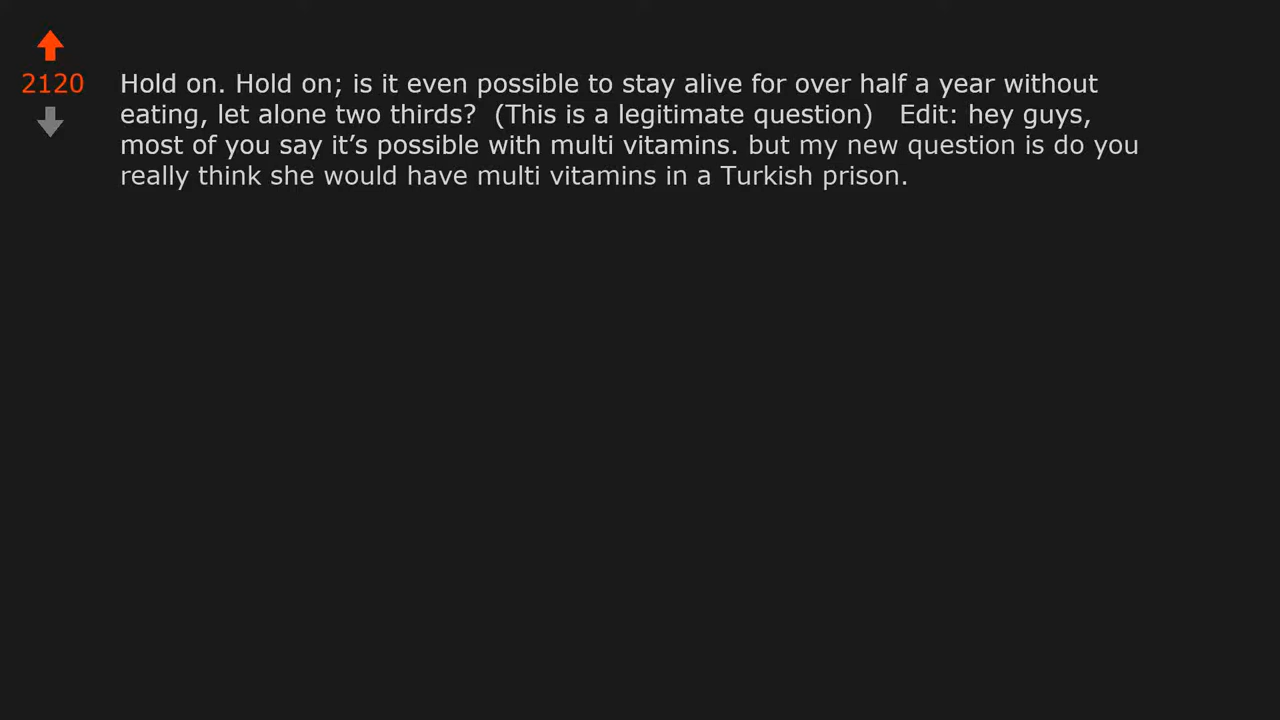 2120
Hold on. Hold on; is it even possible to stay alive for over half a year without
eating, let alone two thirds?  (This is a legitimate question)   Edit: hey guys,
most of you say it’s possible with multi vitamins. but my new question is do you
really think she would have multi vitamins in a Turkish prison.